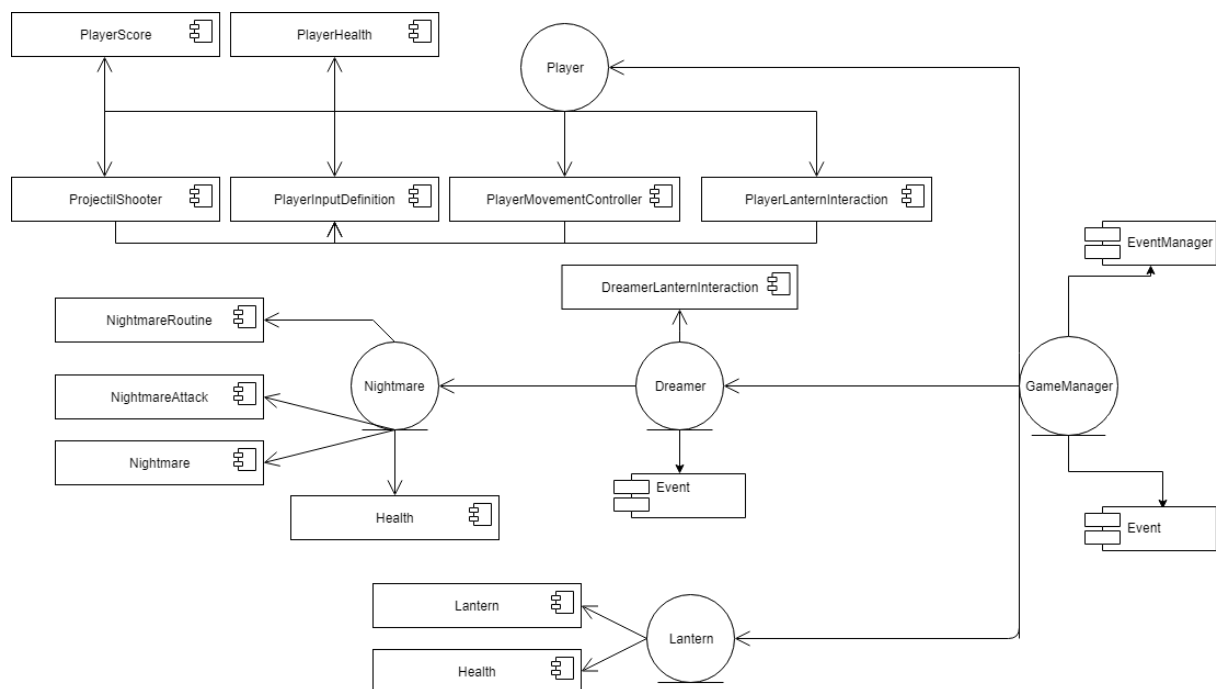 PlayerScore
PlayerHealth
Player
ProjectilShooter
PlayerInputDefinition
PlayerMovementController
PlayerLanternInteraction
EventManager
DreamerLanternInteraction
NightmareRoutine
Nightmare
Dreamer
GameManager
NightmareAttack
Nightmare
Event
Health
Event
Lantern
Lantern
Health